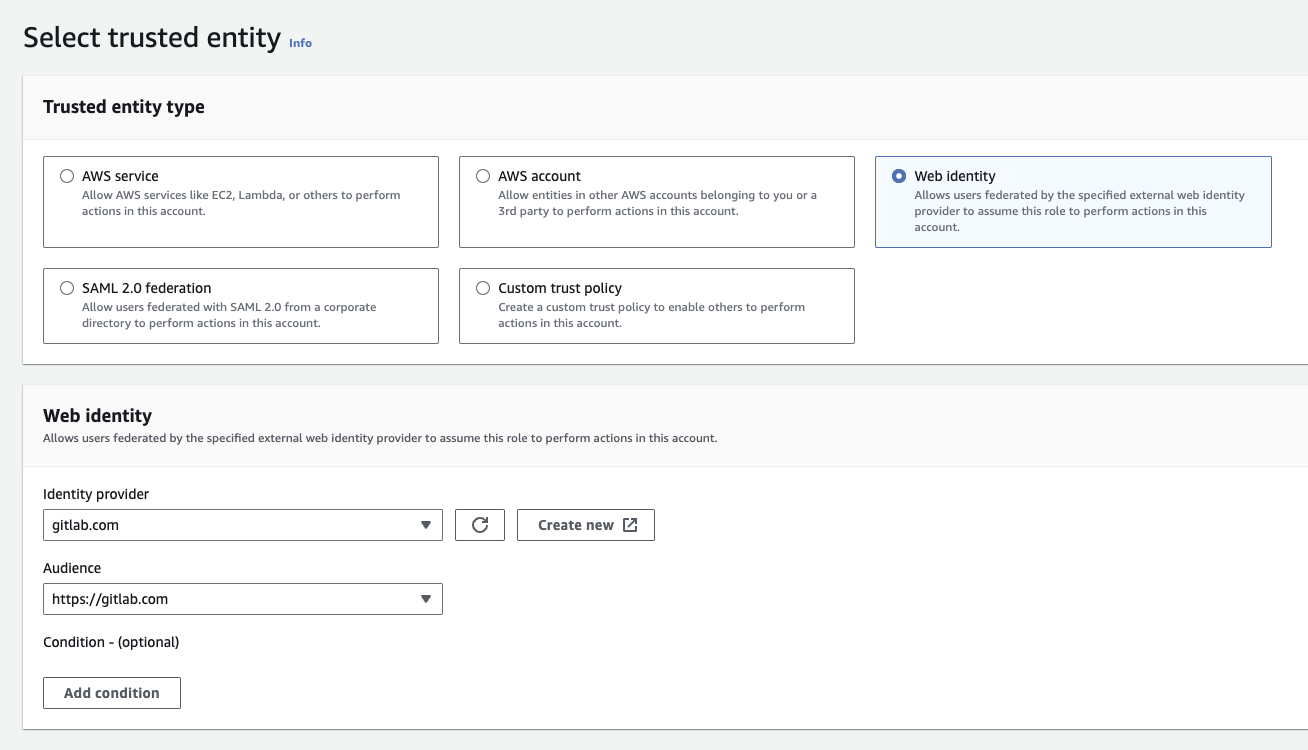 Select trusted entity Info
Trusted entity type
AWS service
Allow AWS services like EC2, Lambda, or others to perform
actions in this account.
AWS account
Allow entities in other AWS accounts belonging to you or a
3rd party to perform actions in this account.
Web identity
Allows users federated by the specified external web identity
provider to assume this role to perform actions in this
account.
SAML 2.0 federation
Allow users federated with SAML 2.0 from a corporate
directory to perform actions in this account.
Custom trust policy
Create a custom trust policy to enable others to perform
actions in this account.
Web identity
Allows users federated by the specified external web identity provider to assume this role to perform actions in this account.
Identity provider
gitlab.com
Create new
Audience
https://gitlab.com
Condition - (optional)
Add condition